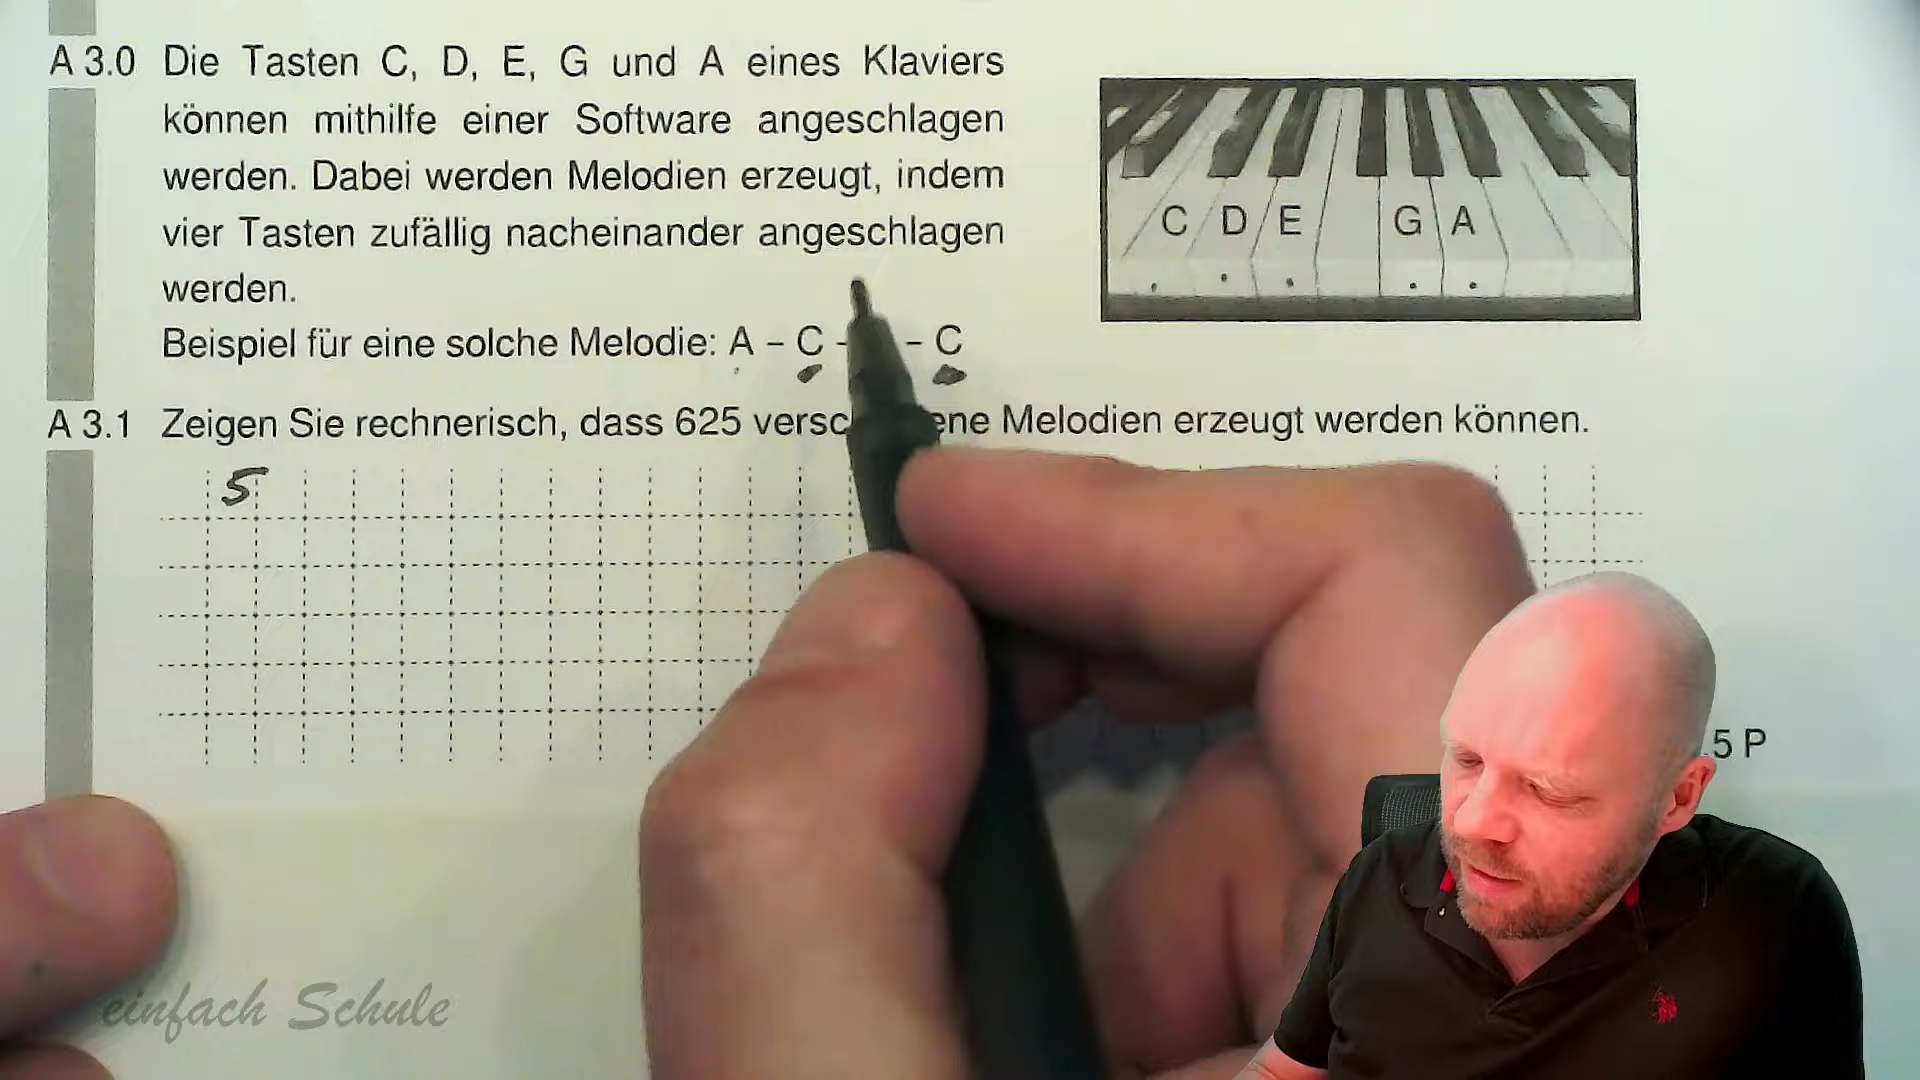 A 3.0 Die Tasten C, D, E, G und A eines Klaviers
können mithilfe einer Software angeschlagen
werden. Dabei werden Melodien erzeugt, indem
vier Tasten zufällig nacheinander angeschlagen
werden.
Beispiel für eine solche Melodie: A – C – – C
C D E G A
A 3.1 Zeigen Sie rechnerisch, dass 625 Melodien erzeugt werden können.
5
5 P
einfach Schule